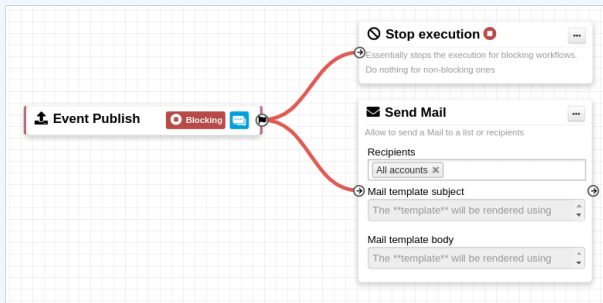 Stop execution
...
Essentially stops the execution for blocking workflows.
Do nothing for non-blocking ones
Event Publish
Blocking
Send Mail
...
Allow to send a Mail to a list or recipients
Recipients
All accounts ×
Mail template subject
The **template** will be rendered using
Mail template body
The **template** will be rendered using